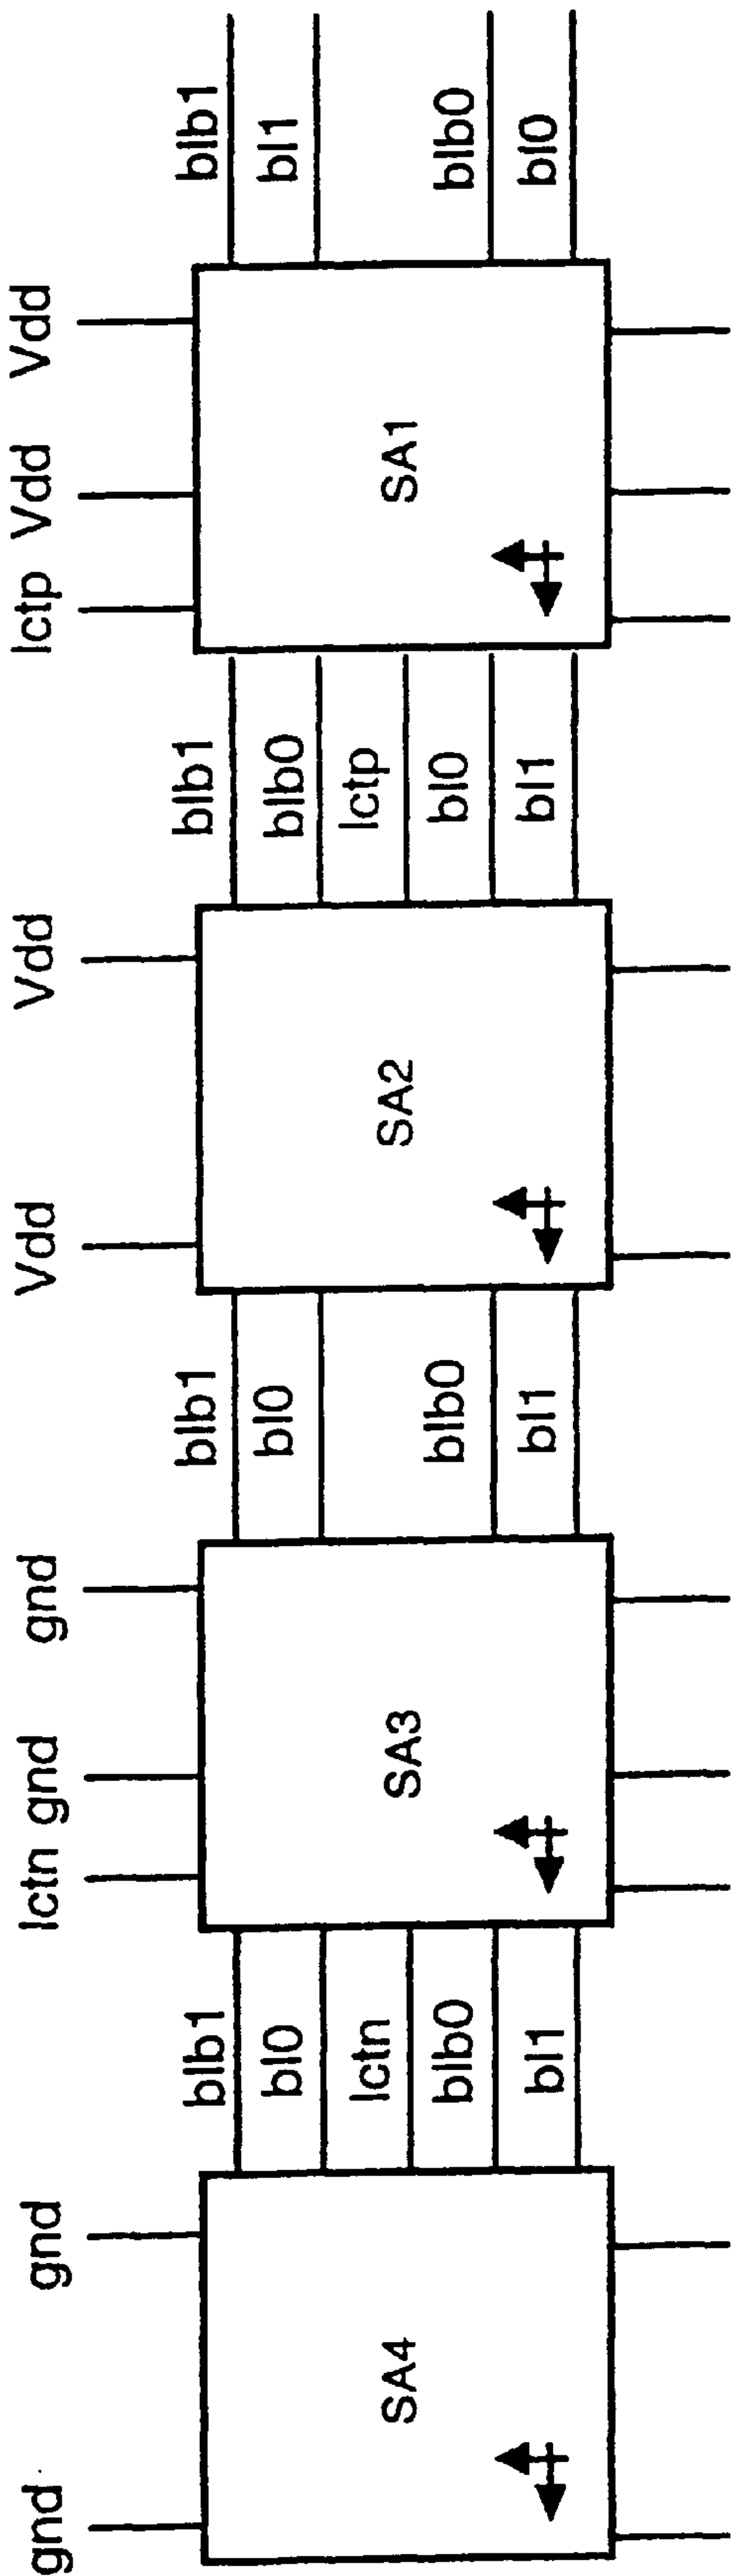 gnd gnd lctn gnd gnd Vdd Vdd lctp Vdd Vdd
blb1 blb1 blb1 blb1
bl0 bl0 blb0 bl1
lctn lctp
SA4 SA3 SA2 SA1
blb0 blb0 bl0 blb0
bl1 bl1 bl1 bl0